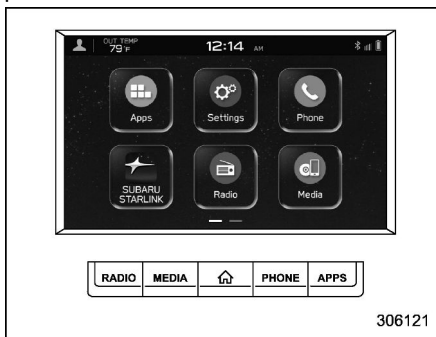 OUT TEMP
79°F
12:14 AM
Apps
Settings
Phone
SUBARU
STARLINK
Radio
Media
RADIO MEDIA PHONE APPS
306121